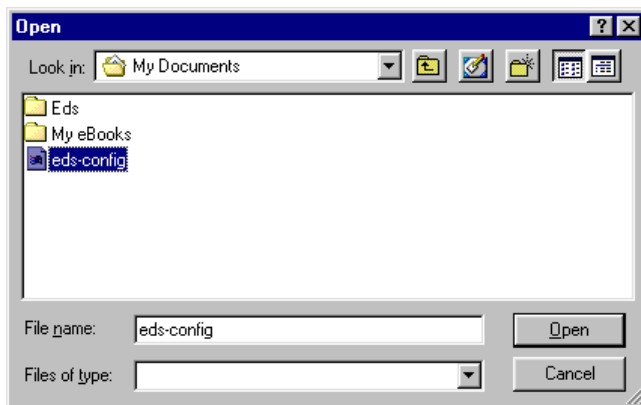 Open
Look in: My Documents
Eds
My eBooks
eds-config
File name: eds-config Open
Files of type: Cancel